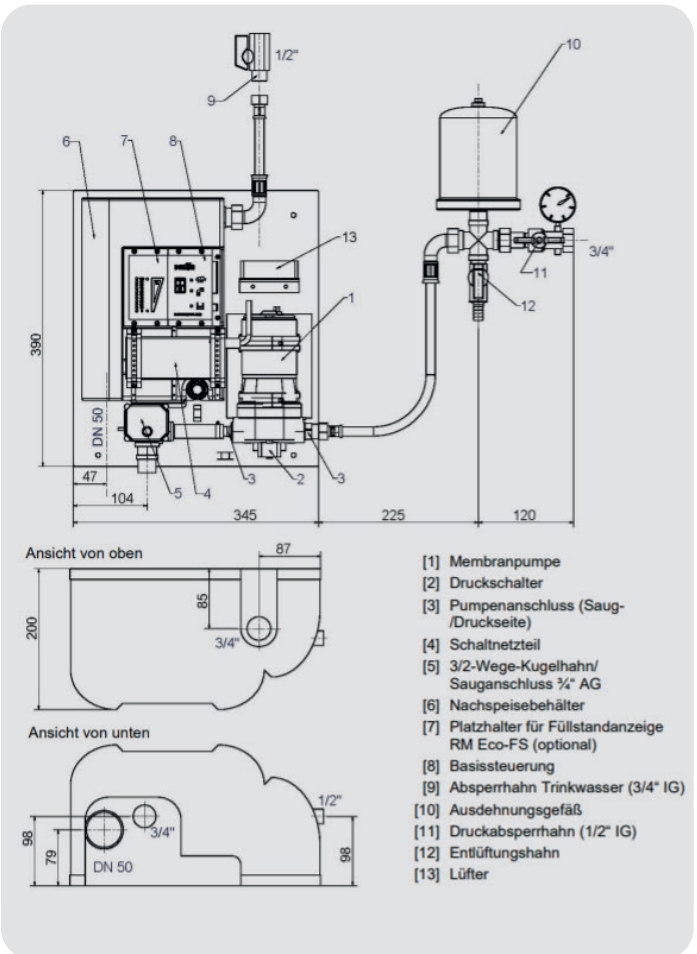 1/2"
9
10
6
7
8
13
3/4"
11
1
12
390
DN 50
47
104
5
4
3
2
3
345
225
120
Ansicht von oben
87
85
200
3/4"
Ansicht von unten
1/2"
3/4"
98
79
DN 50
98
[1] Membranpumpe
[2] Druckschalter
[3] Pumpenanschluss (Saug-
/Druckseite)
[4] Schaltnetzteil
[5] 3/2-Wege-Kugelhahn/
Sauganschluss ¾“ AG
[6] Nachspeisebehälter
[7] Platzhalter für Füllstandanzeige
RM Eco-FS (optional)
[8] Basissteuerung
[9] Absperrhahn Trinkwasser (3/4“ IG)
[10] Ausdehnungsgefäß
[11] Druckabsperrhahn (1/2“ IG)
[12] Entlüftungshahn
[13] Lüfter